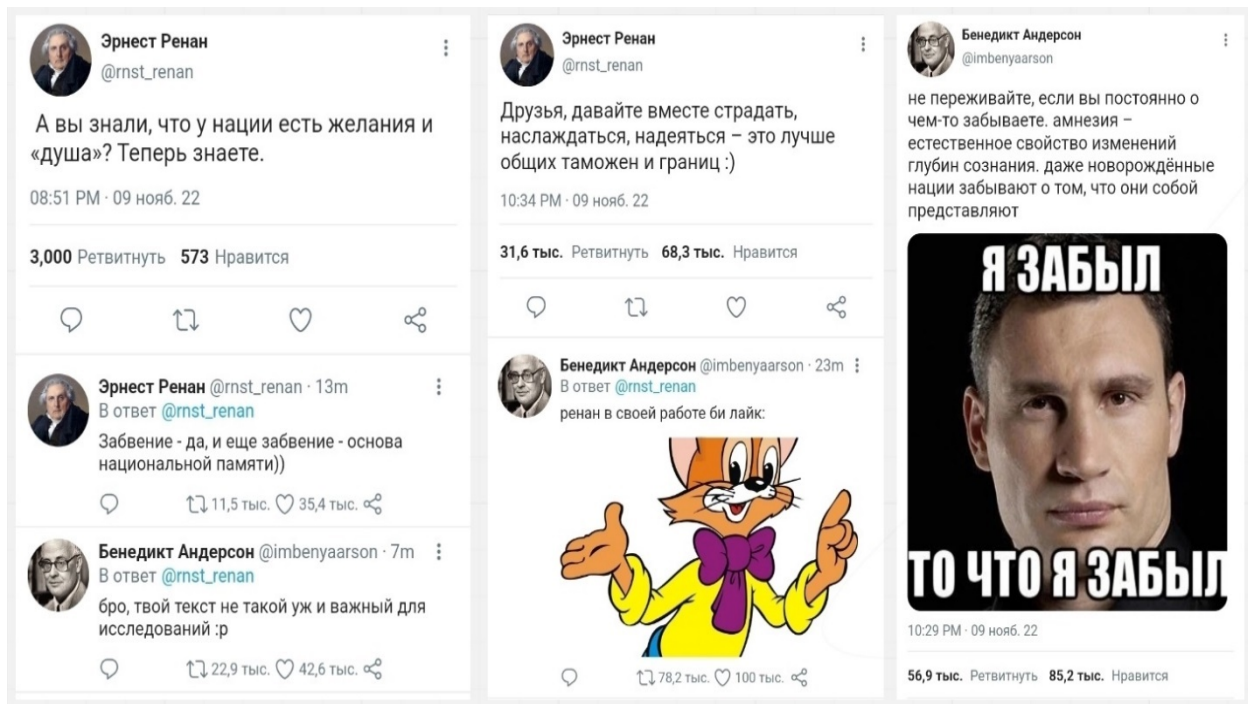 Эрнест Ренан
@rnst_renan
А вы знали, что у нации есть желания и
«душа»? Теперь знаете.
08:51 PM · 09 нояб. 22
3,000 Ретвитнуть 573 Нравится
Эрнест Ренан @rnst_renan · 13m
В ответ @rnst_renan
Забвение - да, и еще забвение - основа
национальной памяти))
11,5 тыс. 35,4 тыс.
Бенедикт Андерсон @imbenyaarson · 7m
В ответ @rnst_renan
бро, твой текст не такой уж и важный для
исследований :р
22,9 тыс. 42,6 тыс.
Эрнест Ренан
@rnst_renan
Друзья, давайте вместе страдать,
наслаждаться, надеяться – это лучше
общих таможен и границ :)
10:34 PM · 09 нояб. 22
31,6 тыс. Ретвитнуть 68,3 тыс. Нравится
Бенедикт Андерсон @imbenyaarson · 23m
В ответ @rnst_renan
ренан в своей работе би лайк:
78,2 тыс. 100 тыс.
Бенедикт Андерсон
@imbenyaarson
не переживайте, если вы постоянно о
чем-то забываете. амнезия –
естественное свойство изменений
глубин сознания. даже новорождённые
нации забывают о том, что они собой
представляют
Я ЗАБЫЛ
ТО ЧТО Я ЗАБЫЛ
10:29 PM · 09 нояб. 22
56,9 тыс. Ретвитнуть 85,2 тыс. Нравится